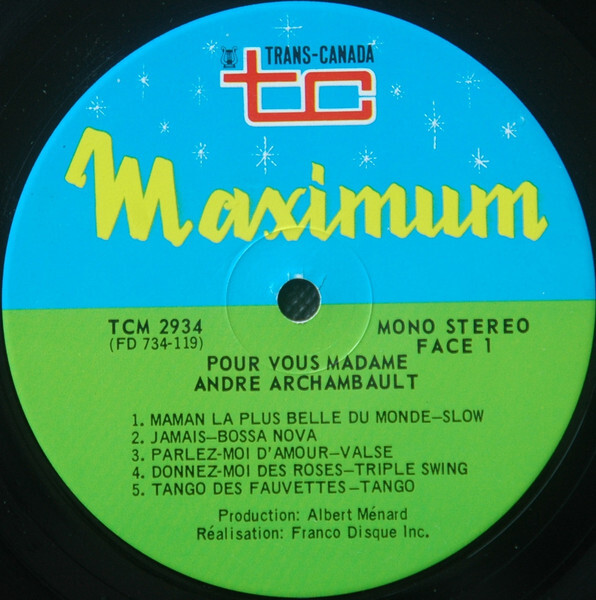 TRANS-CANADA
tc
Maximum
TCM 2934
(FD 734-119)
MONO STEREO
FACE 1
POUR VOUS MADAME
ANDRE ARCHAMBAULT
1. MAMAN LA PLUS BELLE DU MONDE–SLOW
2. JAMAIS–BOSSA NOVA
3. PARLEZ-MOI D'AMOUR–VALSE
4. DONNEZ-MOI DES ROSES–TRIPLE SWING
5. TANGO DES FAUVETTES–TANGO
Production: Albert Ménard
Réalisation: Franco Disque Inc.